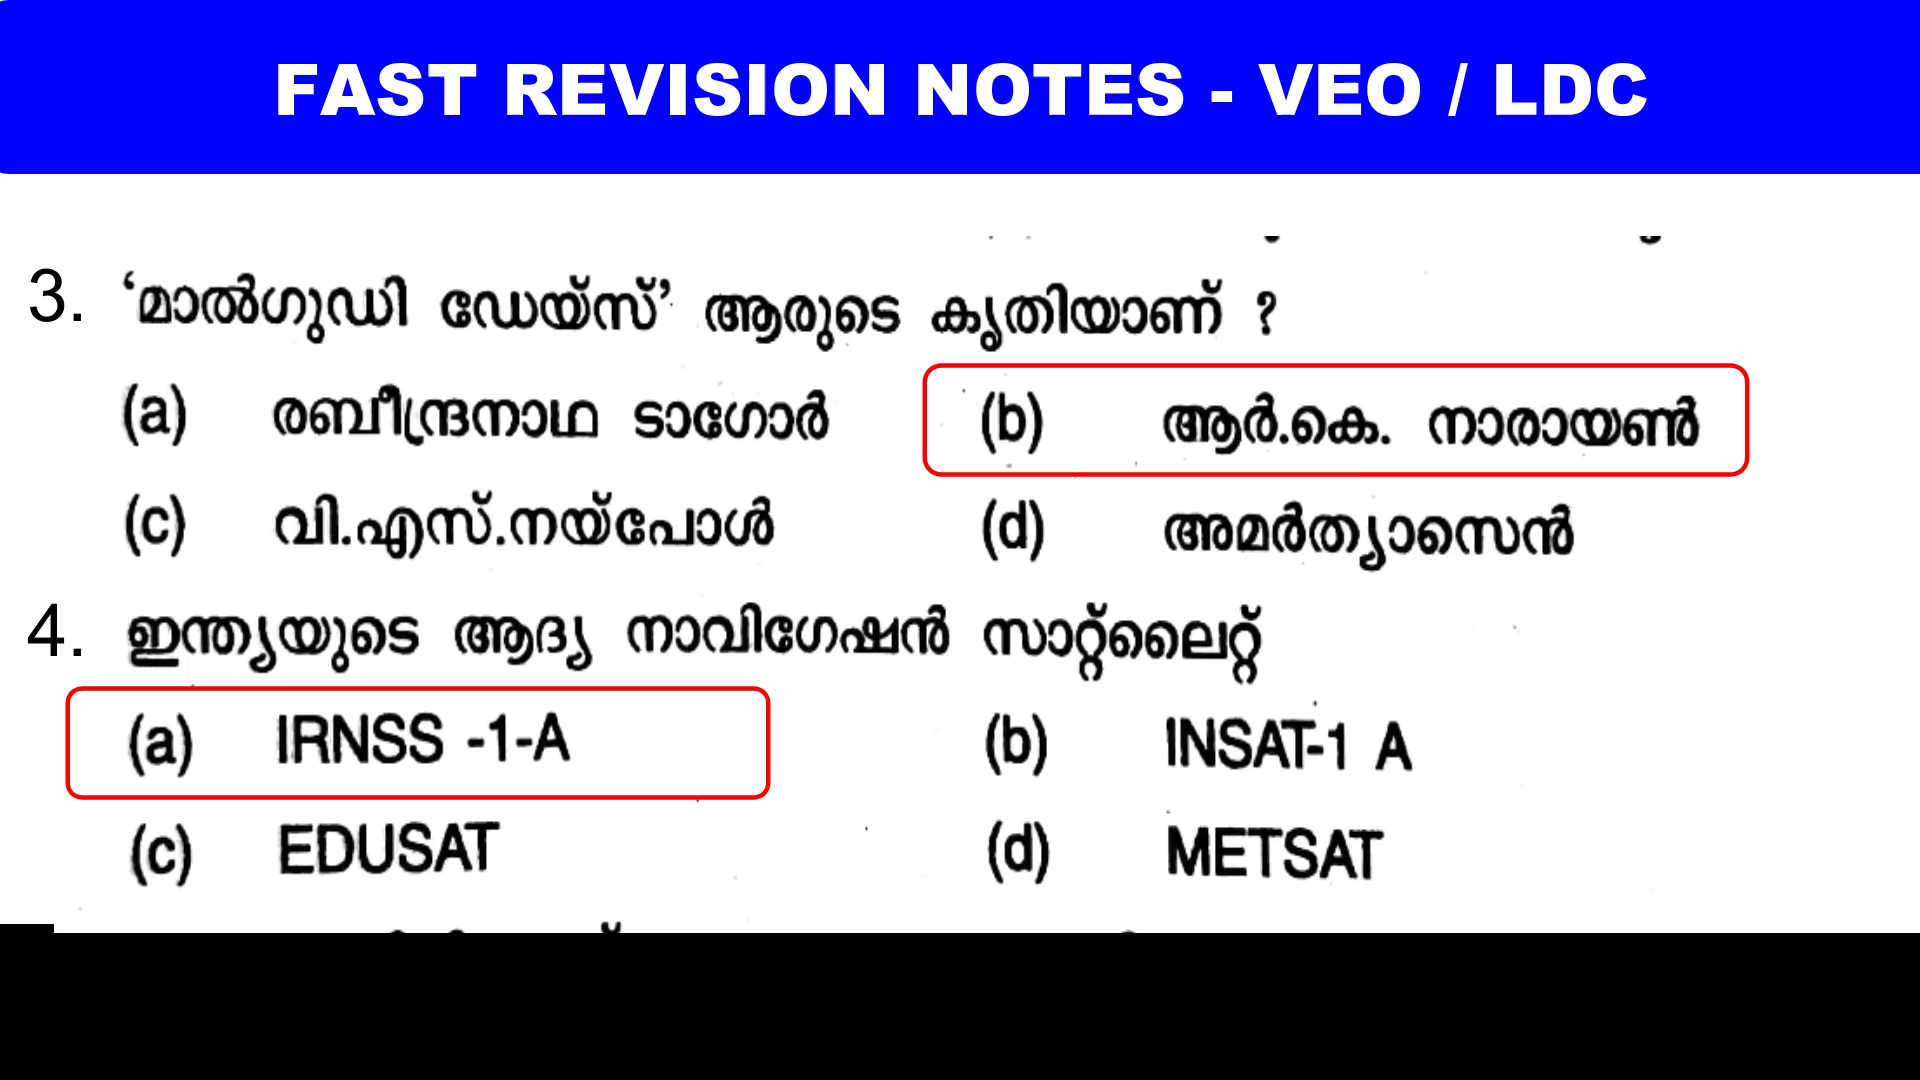 FAST REVISION NOTES - VEO / LDC
3. ‘മാൽഗുഡി ഡേയ്സ്’ ആരുടെ കൃതിയാണ് ?
(a) രബീന്ദ്രനാഥ ടാഗോർ (b) ആർ.കെ. നാരായൺ
(c) വി.എസ്.നയ്പോൾ (d) അമർത്യാസെൻ
4. ഇന്ത്യയുടെ ആദ്യ നാവിഗേഷൻ സാറ്റ്ലൈറ്റ്
(a) IRNSS -1-A (b) INSAT-1 A
(c) EDUSAT (d) METSAT